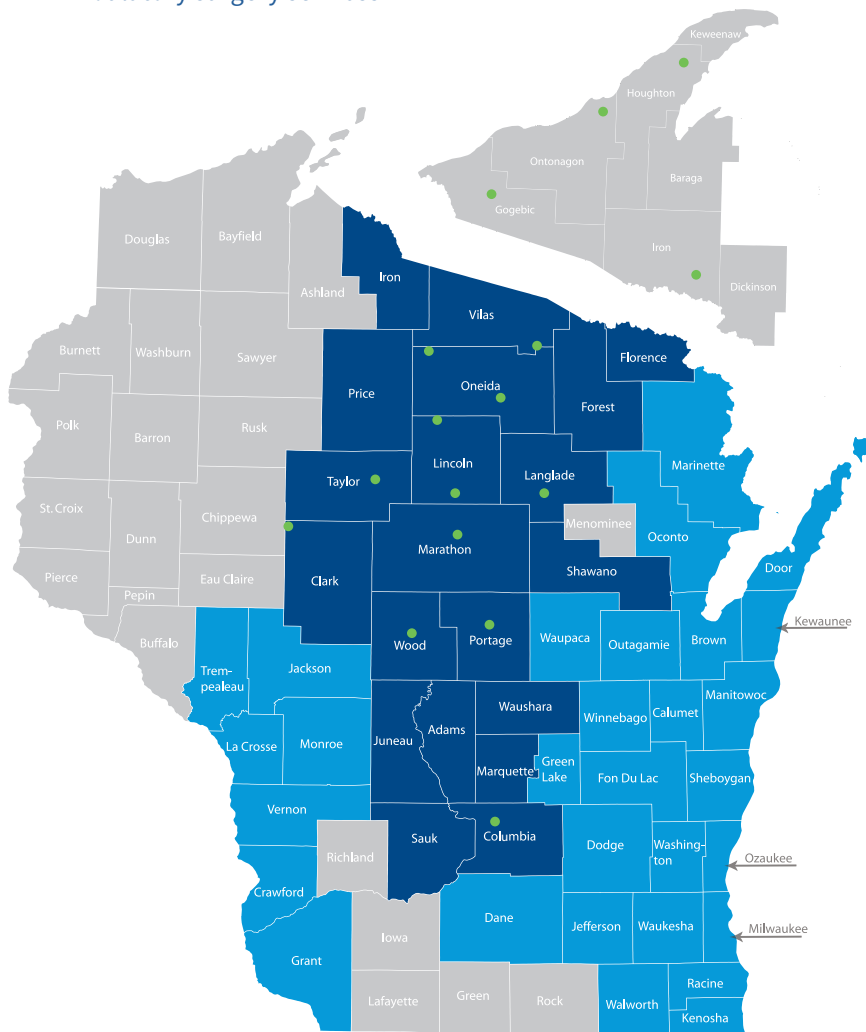 Keweenaw
Houghton
Ontonagon
Baraga
Gogebic
Iron
Dickinson
Douglas
Bayfield
Ashland
Iron
Vilas
Florence
Burnett
Washburn
Sawyer
Price
Oneida
Forest
Polk
Barron
Rusk
Lincoln
Langlade
Marinette
Taylor
St. Croix
Chippewa
Menominee
Dunn
Marathon
Oconto
Pierce
Eau Claire
Clark
Shawano
Door
Pepin
Buffalo
Wood
Portage
Waupaca
Outagamie
Brown
Kewaunee
Trem-
pealeau
Jackson
Waushara
Winnebago
Calumet
Manitowoc
La Crosse
Monroe
Juneau
Adams
Marquette
Green
Lake
Fon Du Lac
Sheboygan
Vernon
Sauk
Columbia
Dodge
Washing-
ton
Richland
Ozaukee
Crawford
Dane
Jefferson
Waukesha
Milwaukee
Iowa
Grant
Racine
Lafayette
Green
Rock
Walworth
Kenosha